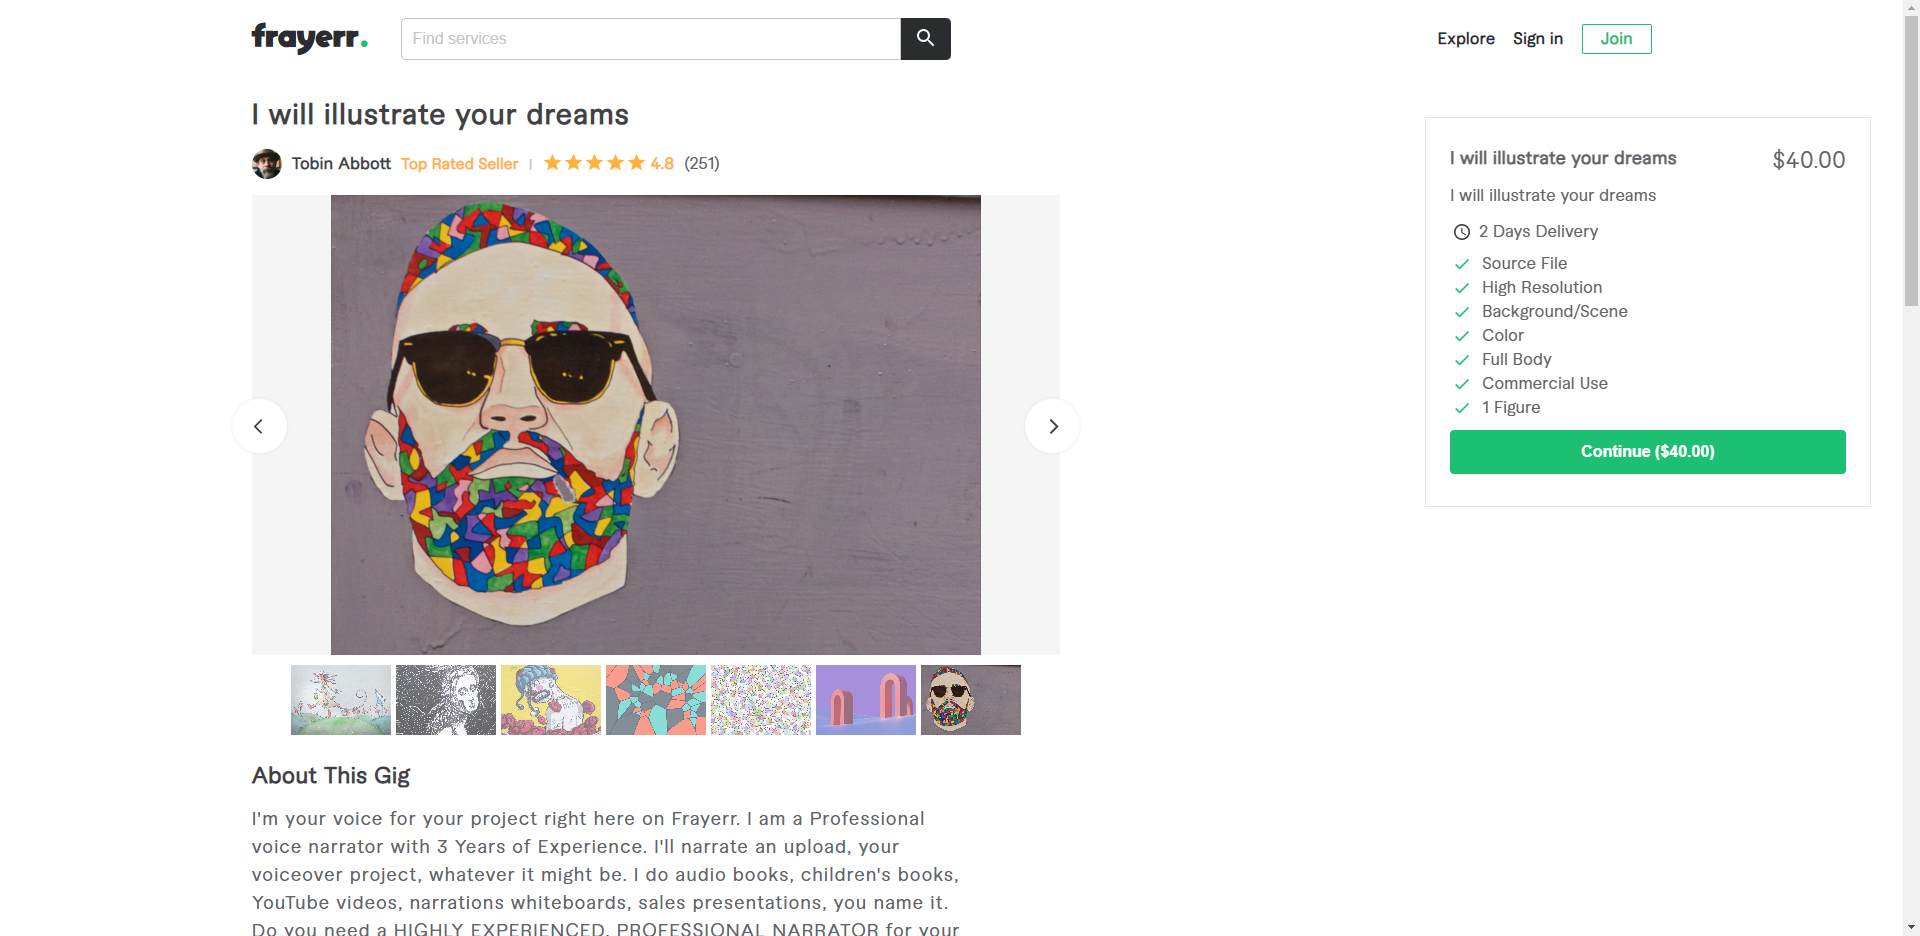 frayerr.
Find services
Explore
Sign in
Join
I will illustrate your dreams
Tobin Abbott
Top Rated Seller
4.8
(251)
I will illustrate your dreams
$40.00
I will illustrate your dreams
2 Days Delivery
Source File
High Resolution
Background/Scene
Color
Full Body
Commercial Use
1 Figure
Continue ($40.00)
About This Gig
I'm your voice for your project right here on Frayerr. I am a Professional
voice narrator with 3 Years of Experience. I'll narrate an upload, your
voiceover project, whatever it might be. I do audio books, children's books,
YouTube videos, narrations whiteboards, sales presentations, you name it.
Do you need a HIGHLY EXPERIENCED, PROFESSIONAL NARRATOR for your